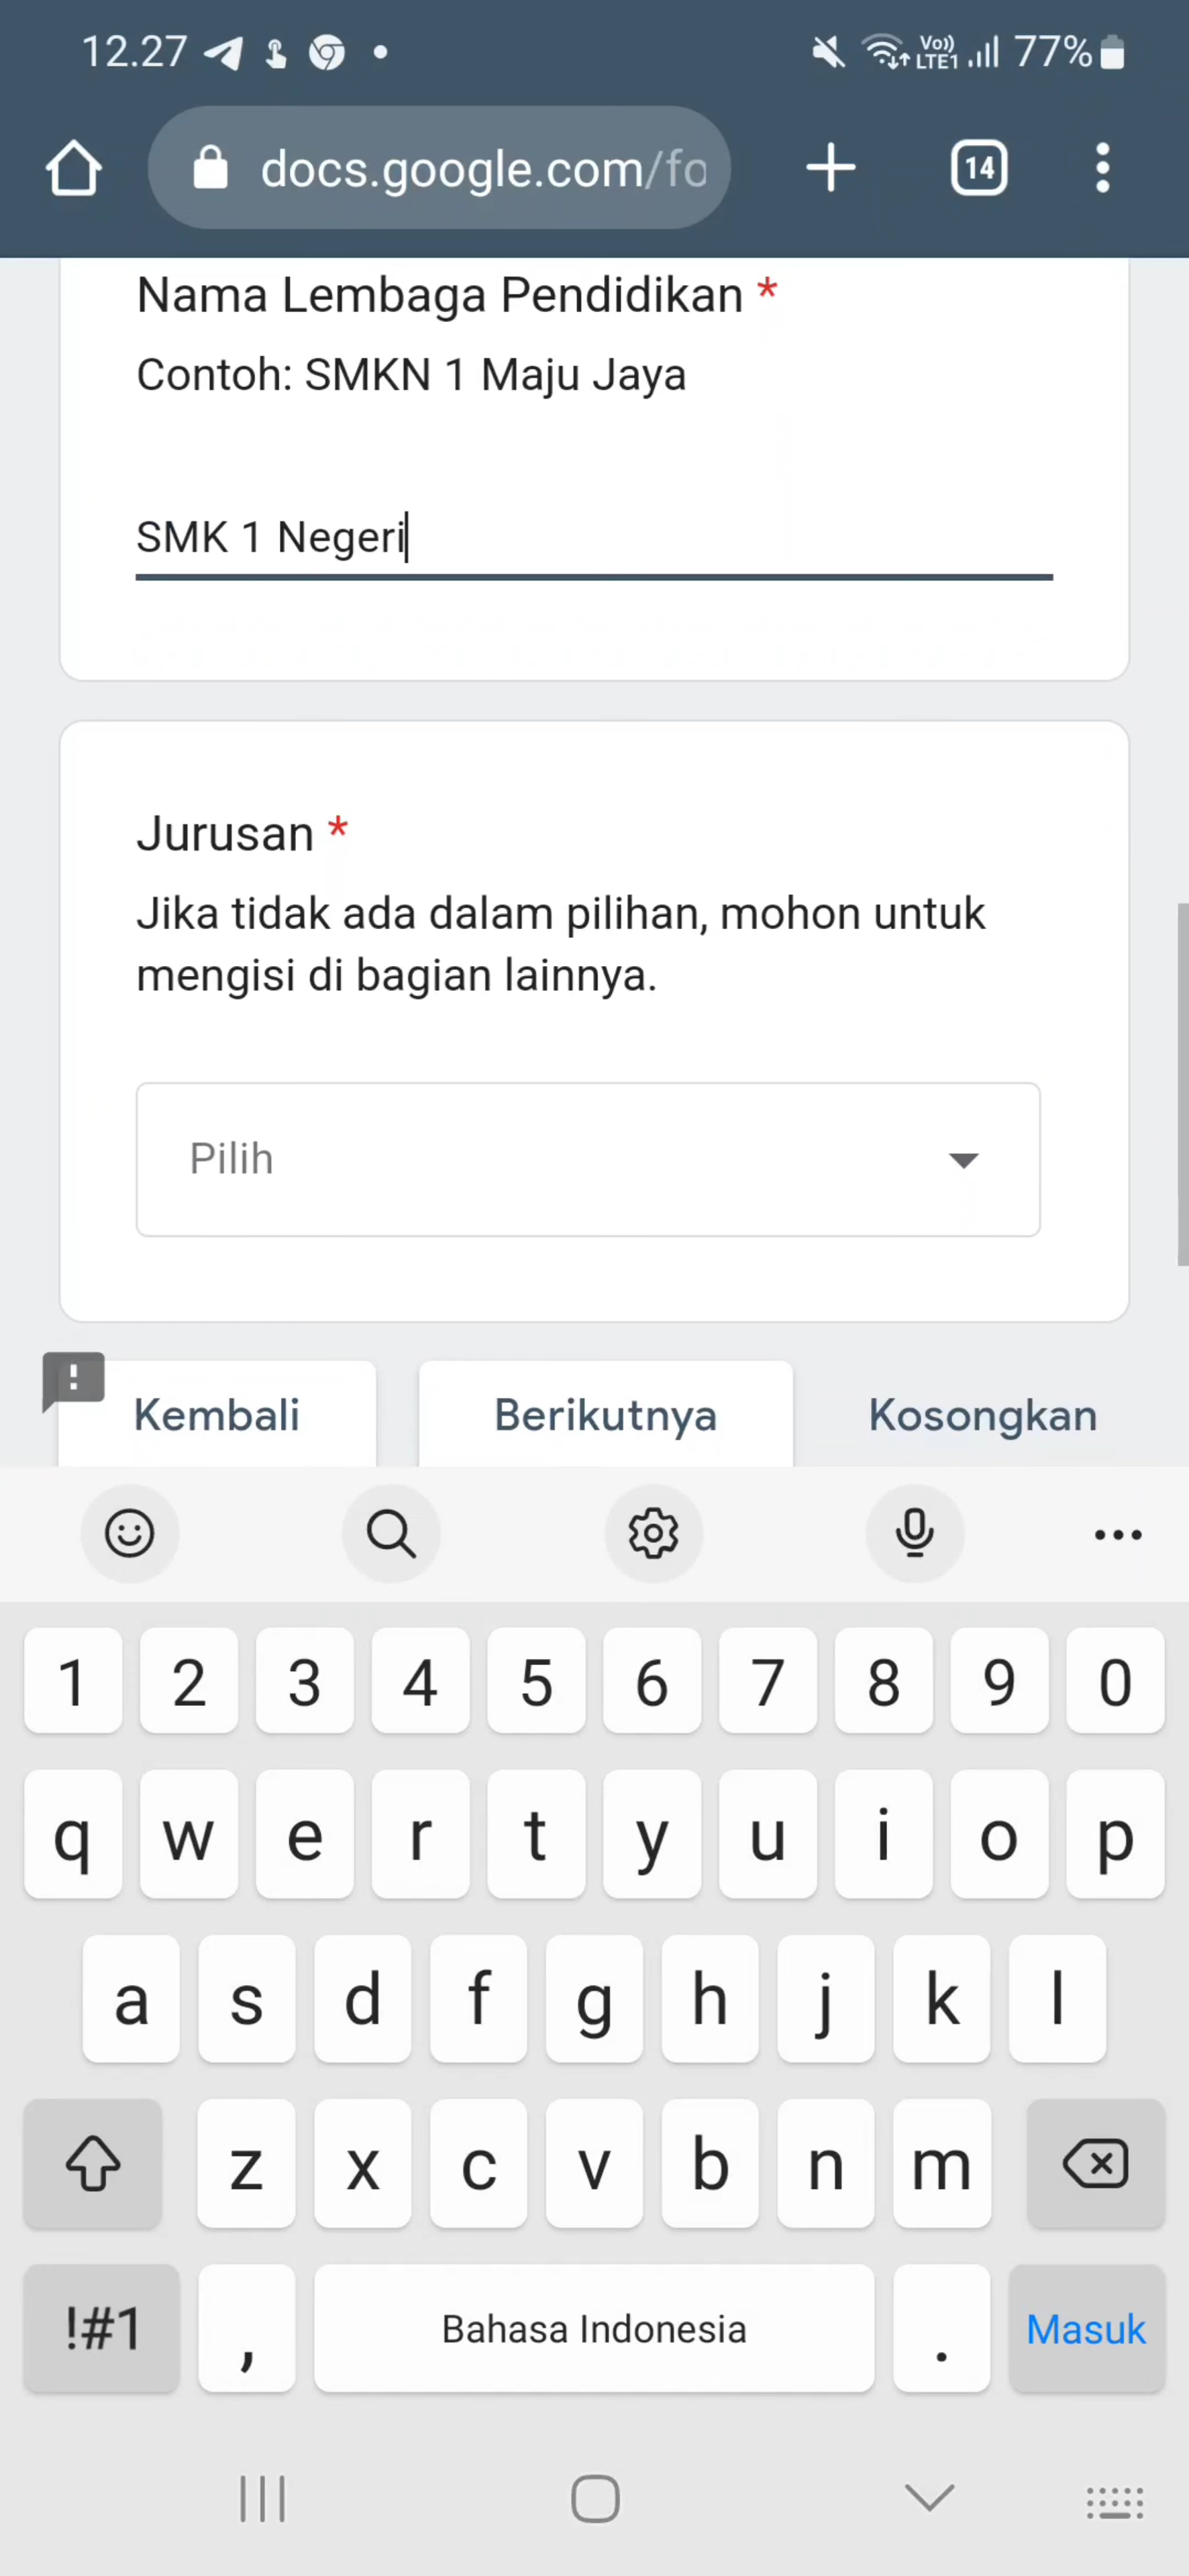 12.27
Vo)) LTE1 77%
docs.google.com/fo
14
Nama Lembaga Pendidikan *
Contoh: SMKN 1 Maju Jaya
SMK 1 Negeri
Jurusan *
Jika tidak ada dalam pilihan, mohon untuk
mengisi di bagian lainnya.
Pilih
! Kembali Berikutnya Kosongkan
1 2 3 4 5 6 7 8 9 0
q w e r t y u i o p
a s d f g h j k l
z x c v b n m
!#1 , Bahasa Indonesia . Masuk